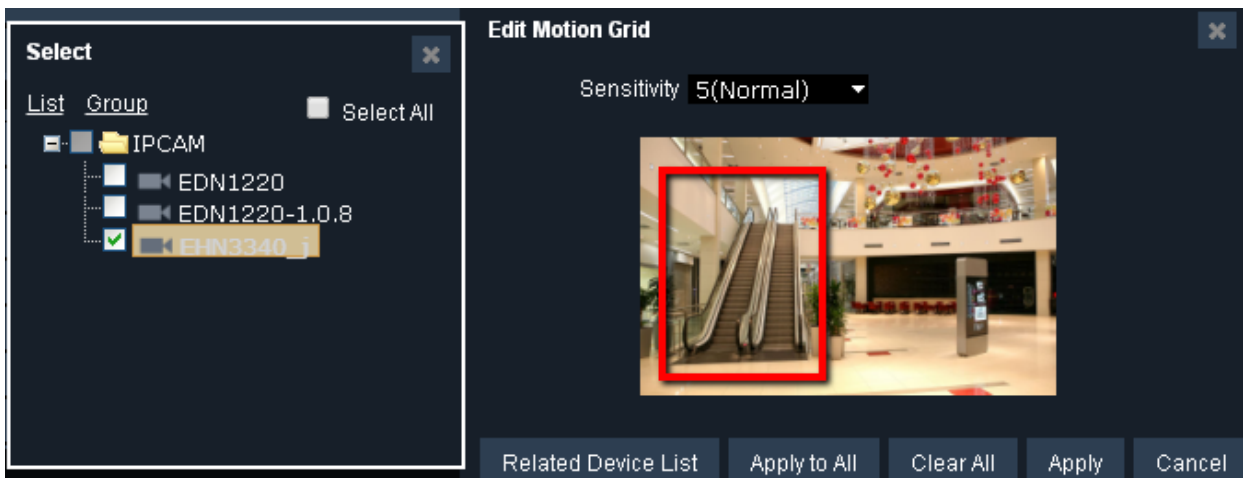 Select
List Group Select All
IPCAM
EDN1220
EDN1220-1.0.8
EHN3340_j
Edit Motion Grid
Sensitivity 5(Normal)
Related Device List Apply to All Clear All Apply Cancel